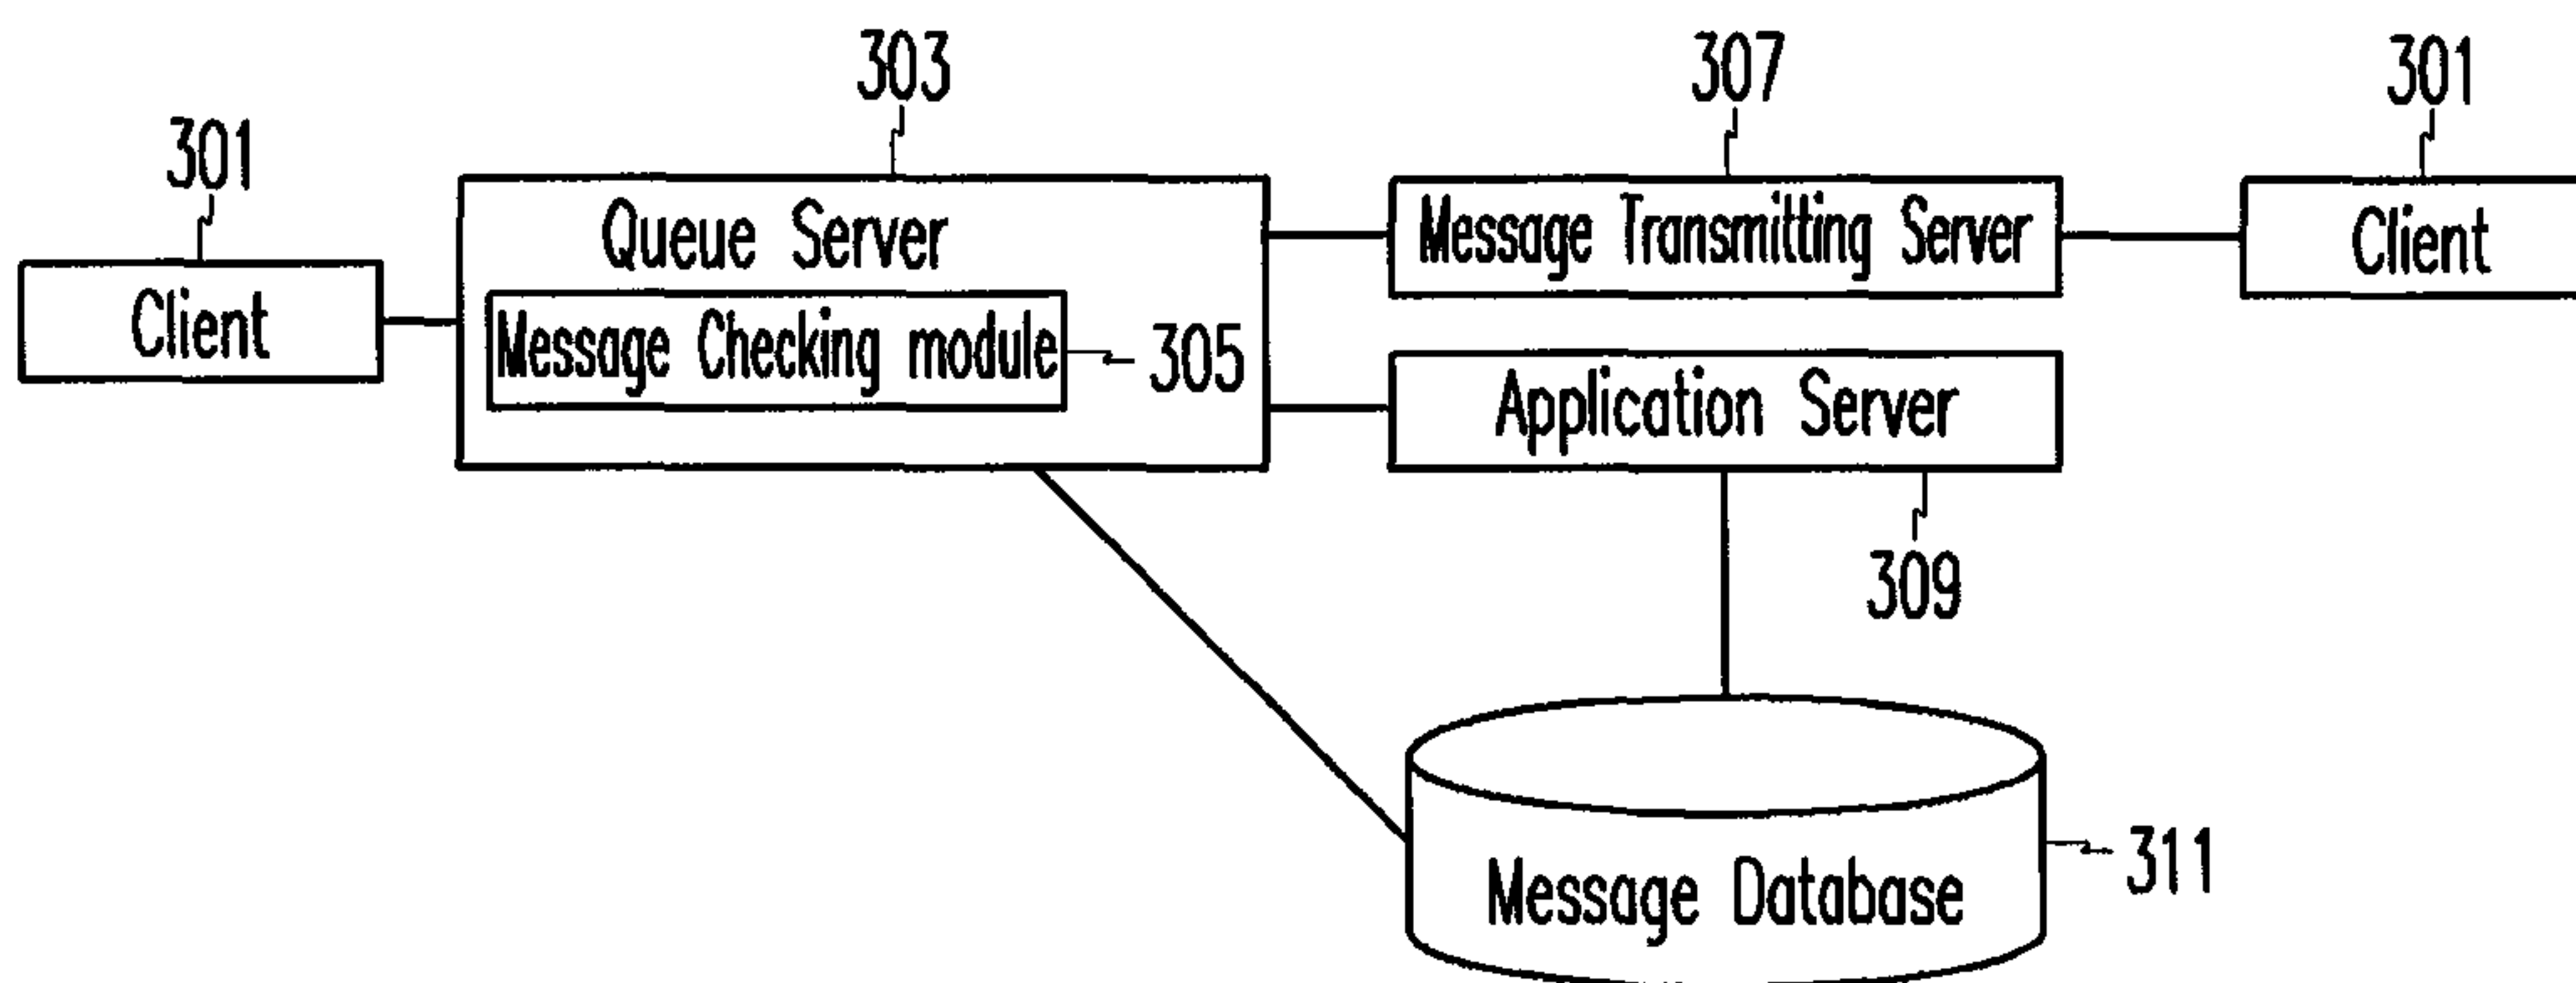 303
307
301
301
Queue Server
Message Transmitting Server
Client
Client
Message Checking module
305
Application Server
309
Message Database
311